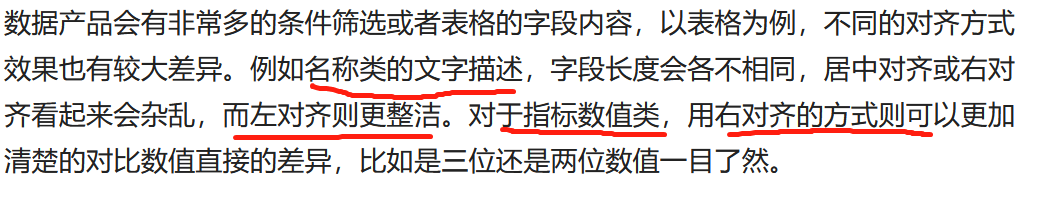 数据产品会有非常多的条件筛选或者表格的字段内容，以表格为例，不同的对齐方式
效果也有较大差异。例如名称类的文字描述，字段长度会各不相同，居中对齐或右对
齐看起来会杂乱，而左对齐则更整洁。对于指标数值类，用右对齐的方式则可以更加
清楚的对比数值直接的差异，比如是三位还是两位数值一目了然。